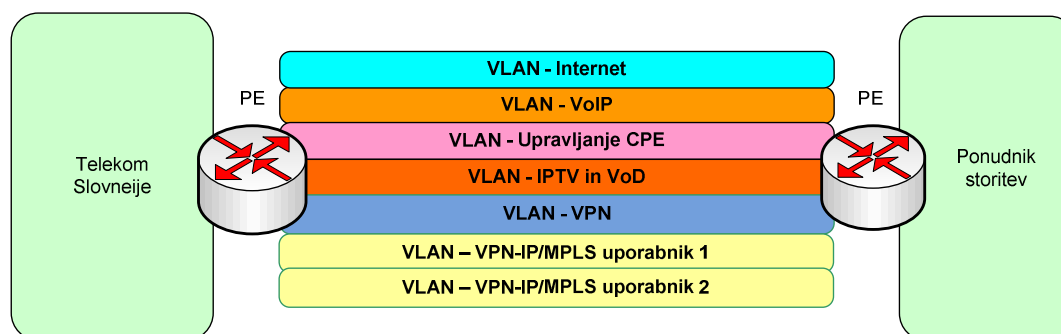 VLAN - Internet
PE
PE
VLAN - VoIP
VLAN - Upravljanje CPE
Telekom
Slovneije
VLAN - IPTV in VoD
Ponudnik
storitev
VLAN - VPN
VLAN – VPN-IP/MPLS uporabnik 1
VLAN – VPN-IP/MPLS uporabnik 2